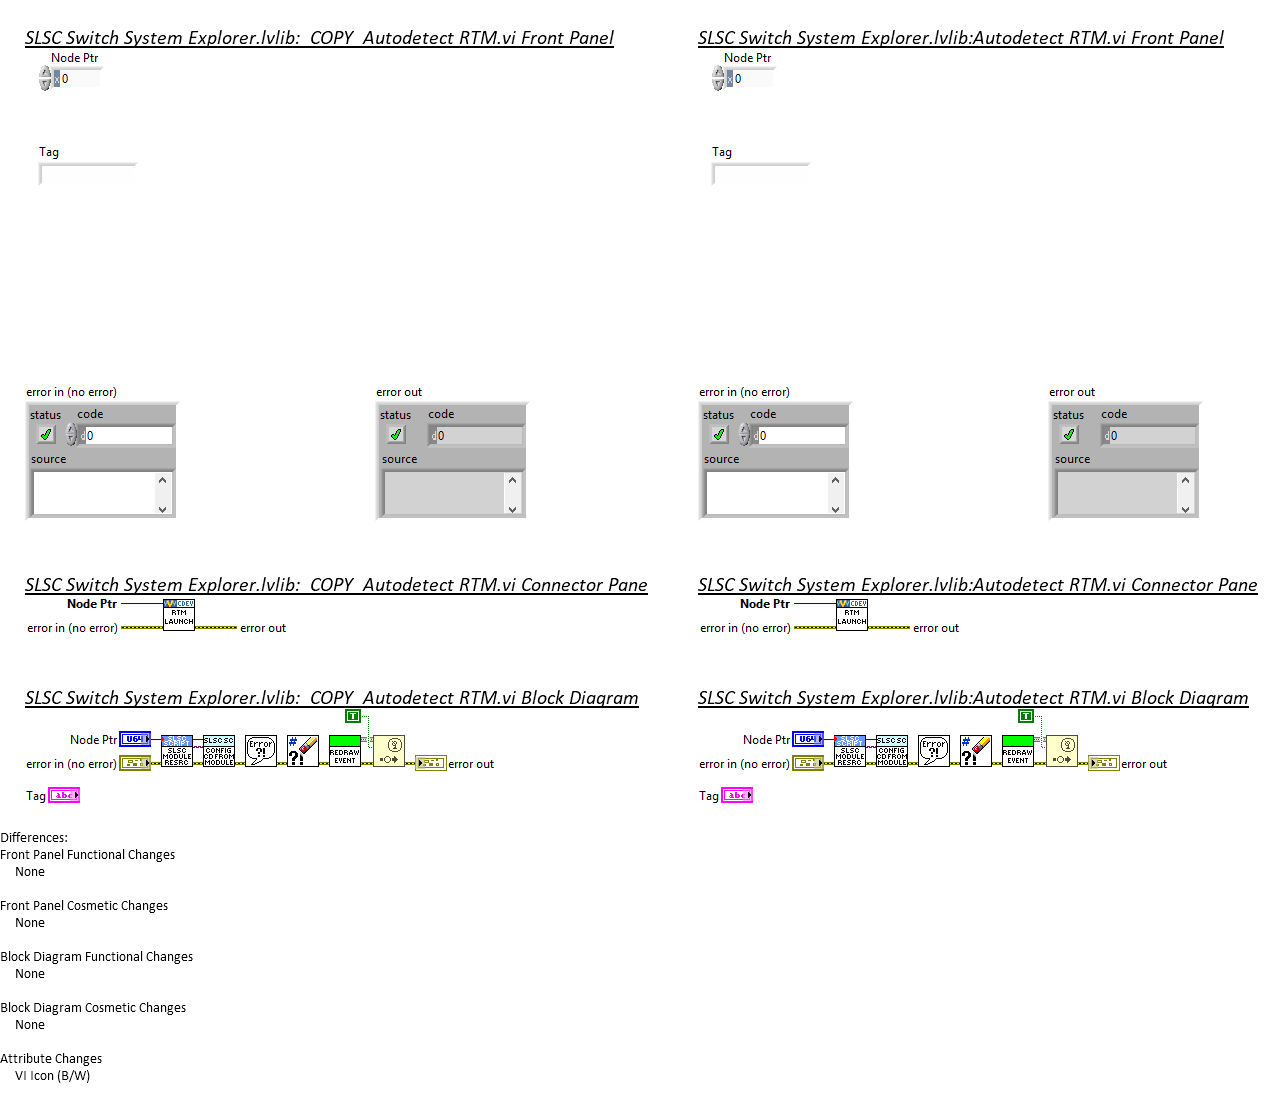 SLSC Switch System Explorer.lvlib:_COPY_Autodetect RTM.vi Front Panel
Node Ptr
x 0
Tag
error in (no error)
status code
d 0
source
error out
status code
d 0
source
SLSC Switch System Explorer.lvlib:_COPY_Autodetect RTM.vi Connector Pane
Node Ptr
CDEV
RTM
LAUNCH
error in (no error)
error out
SLSC Switch System Explorer.lvlib:_COPY_Autodetect RTM.vi Block Diagram
T
Node Ptr
U64
error in (no error)
SLSC
SCRIPT
SLSC
MODULE
RESRC
SLSC SC
CONFIG
CD FROM
MODULE
Error
?!
#
?!
REDRAW
EVENT
error out
Tag
abc
SLSC Switch System Explorer.lvlib:Autodetect RTM.vi Front Panel
Node Ptr
x 0
Tag
error in (no error)
status code
d 0
source
error out
status code
d 0
source
SLSC Switch System Explorer.lvlib:Autodetect RTM.vi Connector Pane
Node Ptr
CDEV
RTM
LAUNCH
error in (no error)
error out
SLSC Switch System Explorer.lvlib:Autodetect RTM.vi Block Diagram
T
Node Ptr
U64
error in (no error)
SLSC
SCRIPT
SLSC
MODULE
RESRC
SLSC SC
CONFIG
CD FROM
MODULE
Error
?!
#
?!
REDRAW
EVENT
error out
Tag
abc
Differences:
Front Panel Functional Changes
None
Front Panel Cosmetic Changes
None
Block Diagram Functional Changes
None
Block Diagram Cosmetic Changes
None
Attribute Changes
VI Icon (B/W)